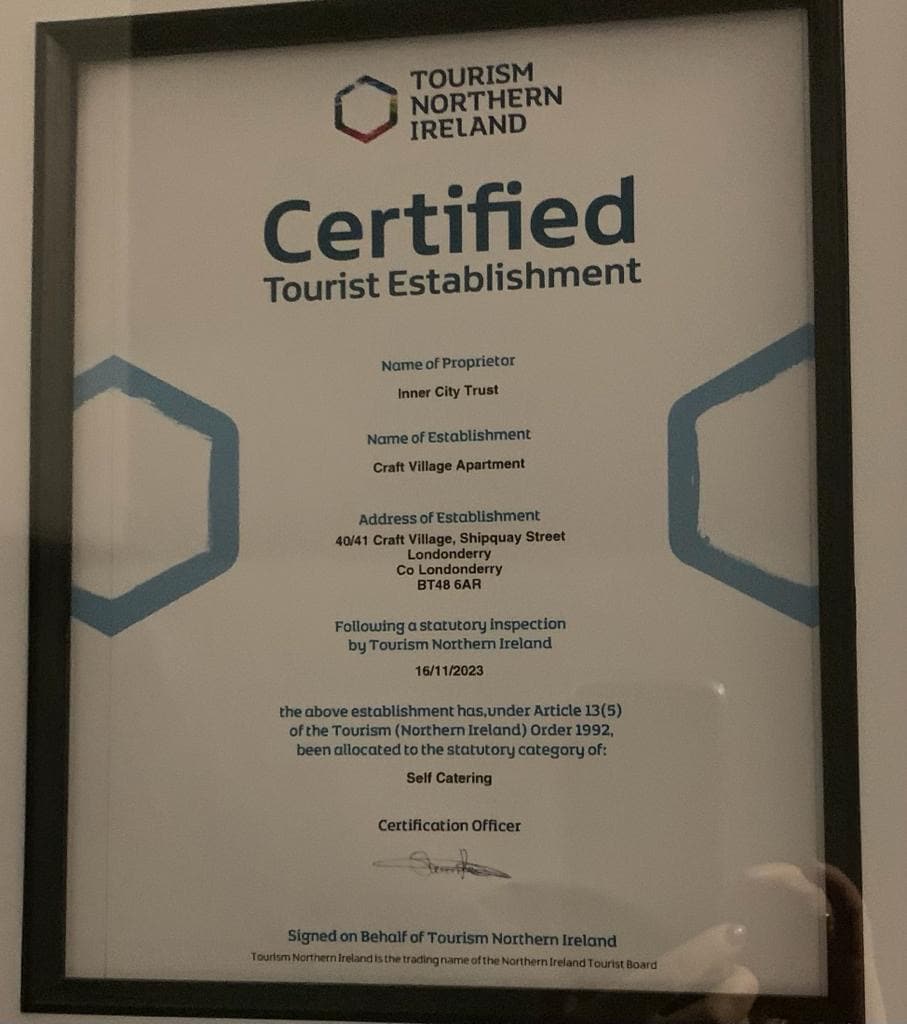 TOURISM
NORTHERN
IRELAND
Certified
Tourist Establishment
Name of Proprietor
Inner City Trust
Name of Establishment
Craft Village Apartment
Address of Establishment
40/41 Craft Village, Shipquay Street
Londonderry
Co Londonderry
BT48 6AR
Following a statutory inspection
by Tourism Northern Ireland
16/11/2023
the above establishment has,under Article 13(5)
of the Tourism (Northern Ireland) Order 1992,
been allocated to the statutory category of:
Self Catering
Certification Officer
Signed on Behalf of Tourism Northern Ireland
Tourism Northern Ireland is the trading name of the Northern Ireland Tourist Board